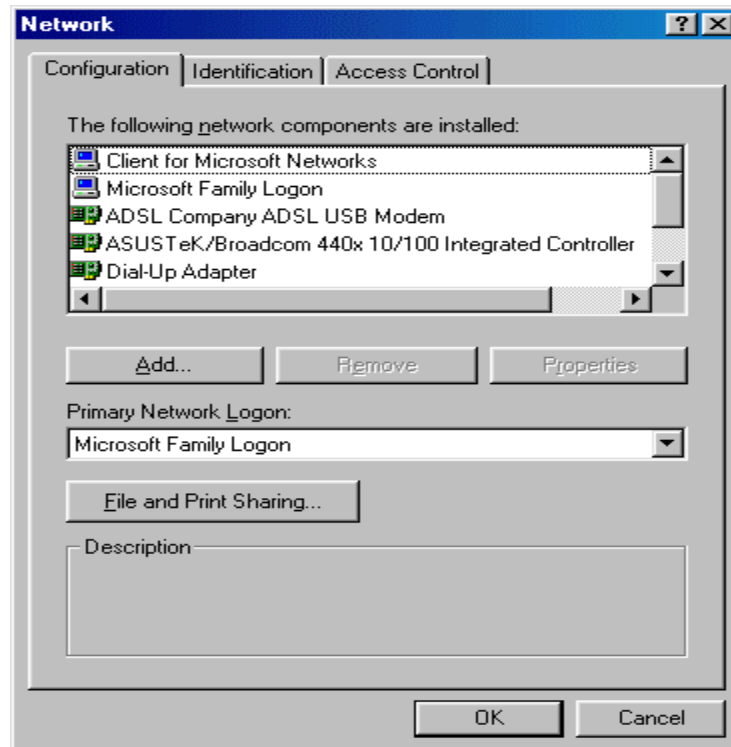 Network
Configuration Identification Access Control
The following network components are installed:
Client for Microsoft Networks
Microsoft Family Logon
ADSL Company ADSL USB Modem
ASUSTeK/Broadcom 440x 10/100 Integrated Controller
Dial-Up Adapter
Add... Remove Properties
Primary Network Logon:
Microsoft Family Logon
File and Print Sharing...
Description
OK Cancel